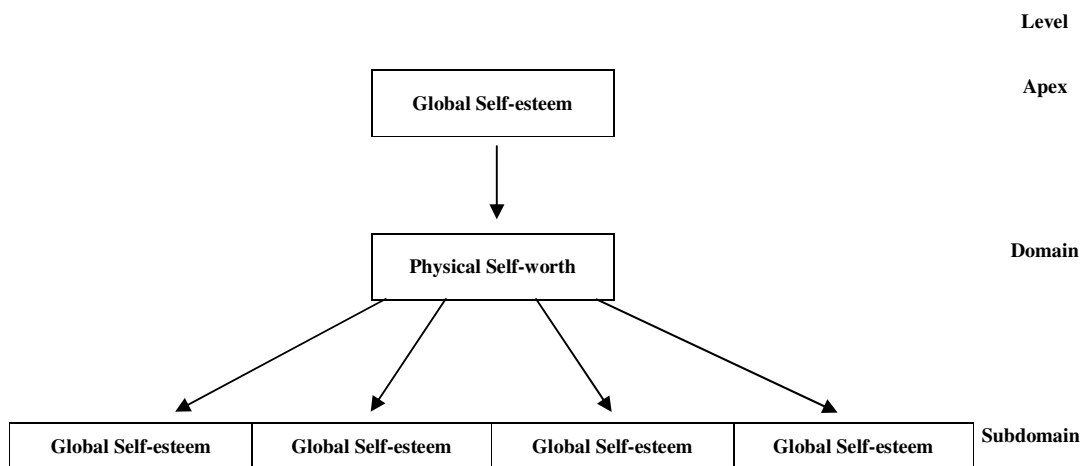 Level
Global Self-esteem
Apex
Physical Self-worth
Domain
Global Self-esteem
Global Self-esteem
Global Self-esteem
Global Self-esteem
Subdomain